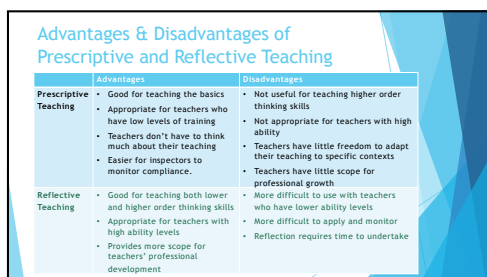 Advantages & Disadvantages of
Prescriptive and Reflective Teaching
Advantages
Disadvantages
Prescriptive
Teaching
• Good for teaching the basics
• Appropriate for teachers who
have low levels of training
• Teachers don't have to think
much about their teaching
• Easier for inspectors to
monitor compliance.
• Not useful for teaching higher order
thinking skills
• Not appropriate for teachers with high
ability
• Teachers have little freedom to adapt
their teaching to specific contexts
• Teachers have little scope for
professional growth
Reflective
Teaching
• Good for teaching both lower
and higher order thinking skills
• Appropriate for teachers with
high ability levels
• Provides more scope for
teachers' professional
development
• More difficult to use with teachers
who have lower ability levels
• More difficult to apply and monitor
• Reflection requires time to undertake